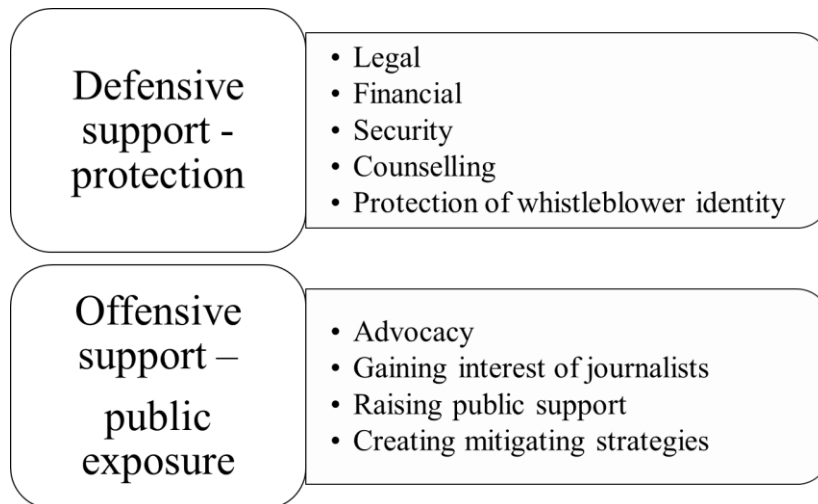 Defensive
support -
protection
• Legal
• Financial
• Security
• Counselling
• Protection of whistleblower identity
Offensive
support –
public
exposure
• Advocacy
• Gaining interest of journalists
• Raising public support
• Creating mitigating strategies